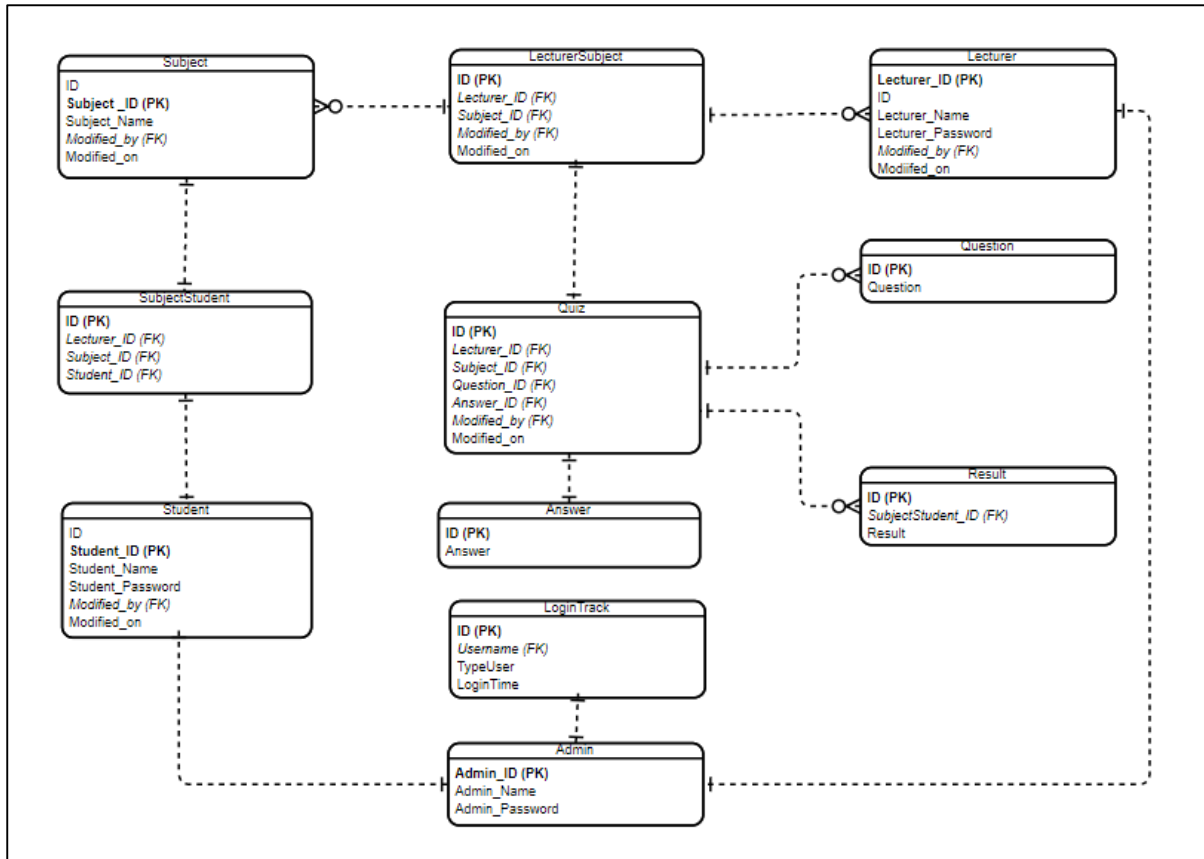 Subject
ID
Subject _ID (PK)
Subject_Name
Modified_by (FK)
Modified_on
LecturerSubject
ID (PK)
Lecturer_ID (FK)
Subject_ID (FK)
Modified_by (FK)
Modified_on
Lecturer
Lecturer_ID (PK)
ID
Lecturer_Name
Lecturer_Password
Modified_by (FK)
Modiifed_on
SubjectStudent
ID (PK)
Lecturer_ID (FK)
Subject_ID (FK)
Student_ID (FK)
Quiz
ID (PK)
Lecturer_ID (FK)
Subject_ID (FK)
Question_ID (FK)
Answer_ID (FK)
Modified_by (FK)
Modified_on
Question
ID (PK)
Question
Result
ID (PK)
SubjectStudent_ID (FK)
Result
Student
ID
Student_ID (PK)
Student_Name
Student_Password
Modified_by (FK)
Modified_on
Answer
ID (PK)
Answer
LoginTrack
ID (PK)
Username (FK)
TypeUser
LoginTime
Admin
Admin_ID (PK)
Admin_Name
Admin_Password